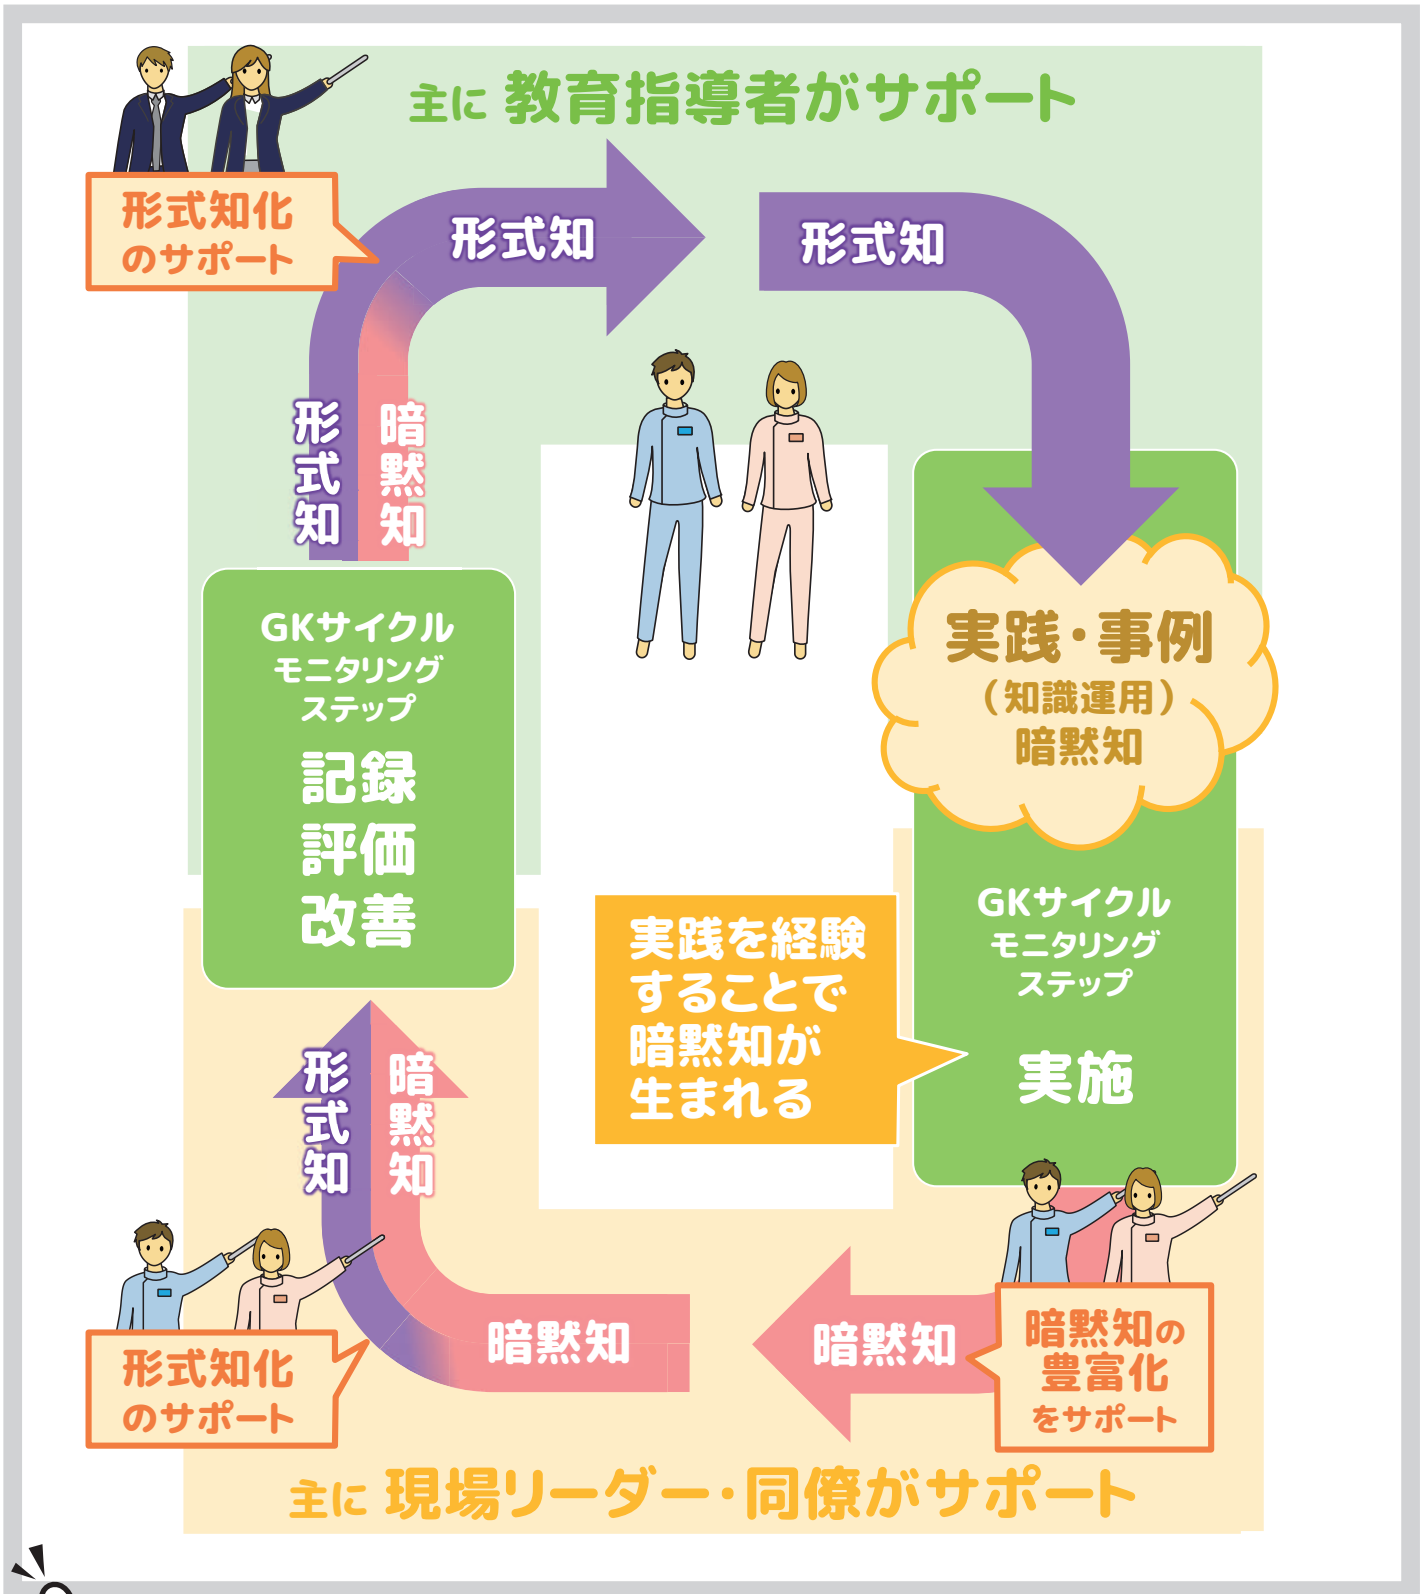 主に 教育指導者がサポート
形式知化
のサポート
形式知
形式知
形式知
暗黙知
GKサイクル
モニタリング
ステップ
記録
評価
改善
実践・事例
（知識運用）
暗黙知
GKサイクル
モニタリング
ステップ
実施
実践を経験
することで
暗黙知が
生まれる
形式知
暗黙知
暗黙知
暗黙知
形式知化
のサポート
暗黙知の
豊富化
をサポート
主に 現場リーダー・同僚がサポート